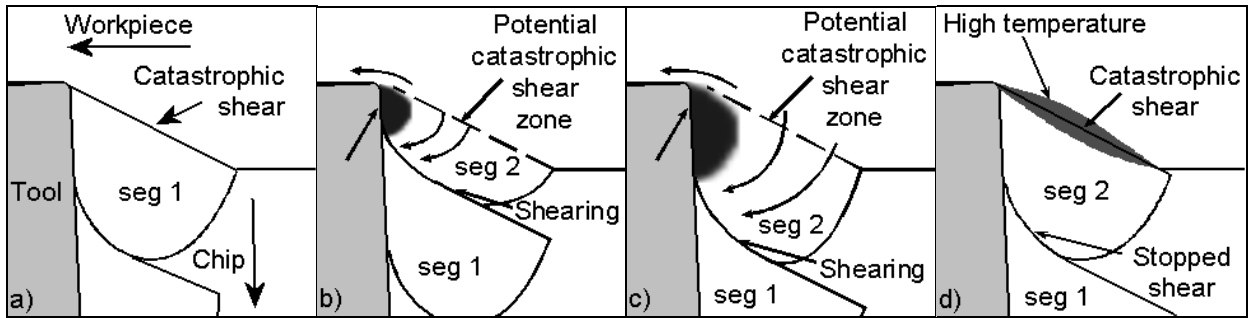 Workpiece
Catastrophic
shear
Tool
seg 1
Chip
a)
Potential
catastrophic
shear
zone
seg 2
Shearing
seg 1
b)
Potential
catastrophic
shear
zone
seg 2
Shearing
seg 1
c)
High temperature
Catastrophic
shear
seg 2
Stopped
shear
seg 1
d)